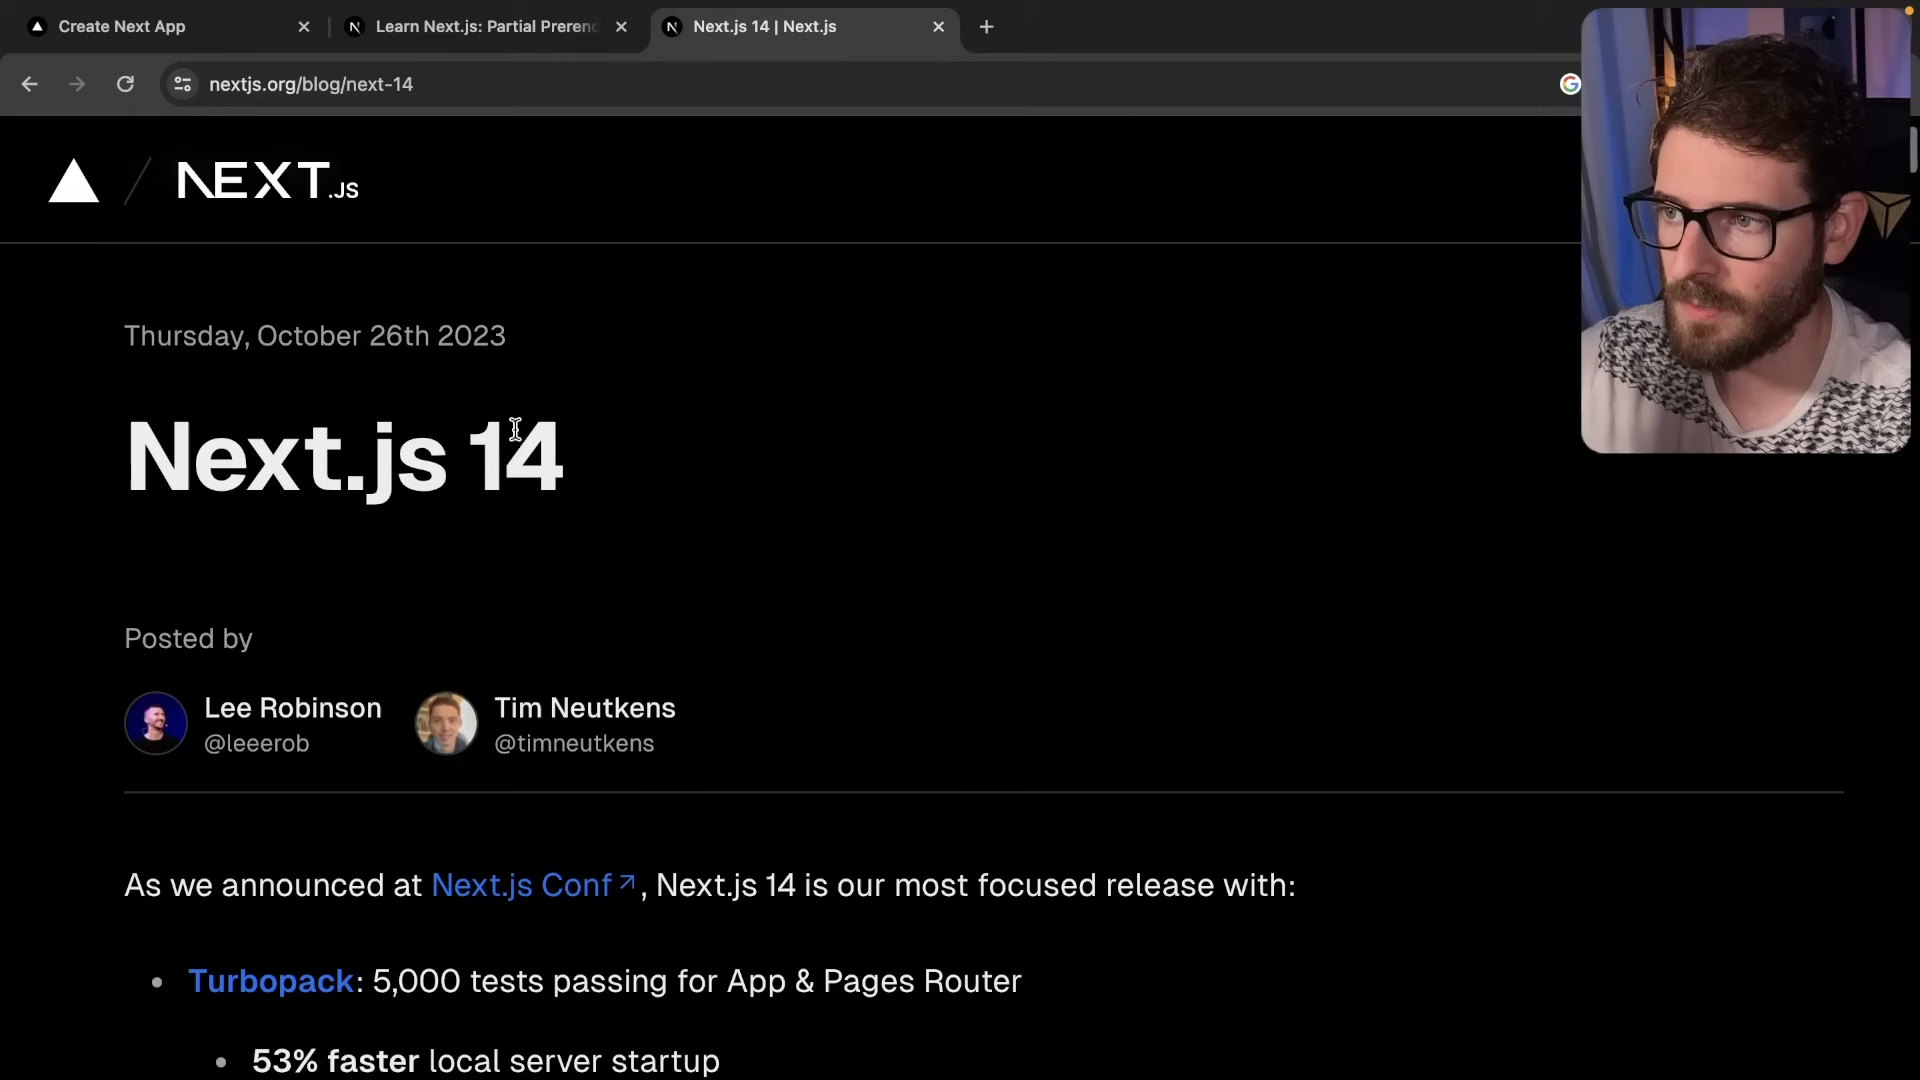 Create Next App
Learn Next.js: Partial Preren
Next.js 14 | Next.js
nextjs.org/blog/next-14
NEXT.JS
Thursday, October 26th 2023
Next.js 14
Posted by
Lee Robinson
@leeerob
Tim Neutkens
@timneutkens
As we announced at Next.js Conf↗, Next.js 14 is our most focused release with:
• Turbopack: 5,000 tests passing for App & Pages Router
• 53% faster local server startup